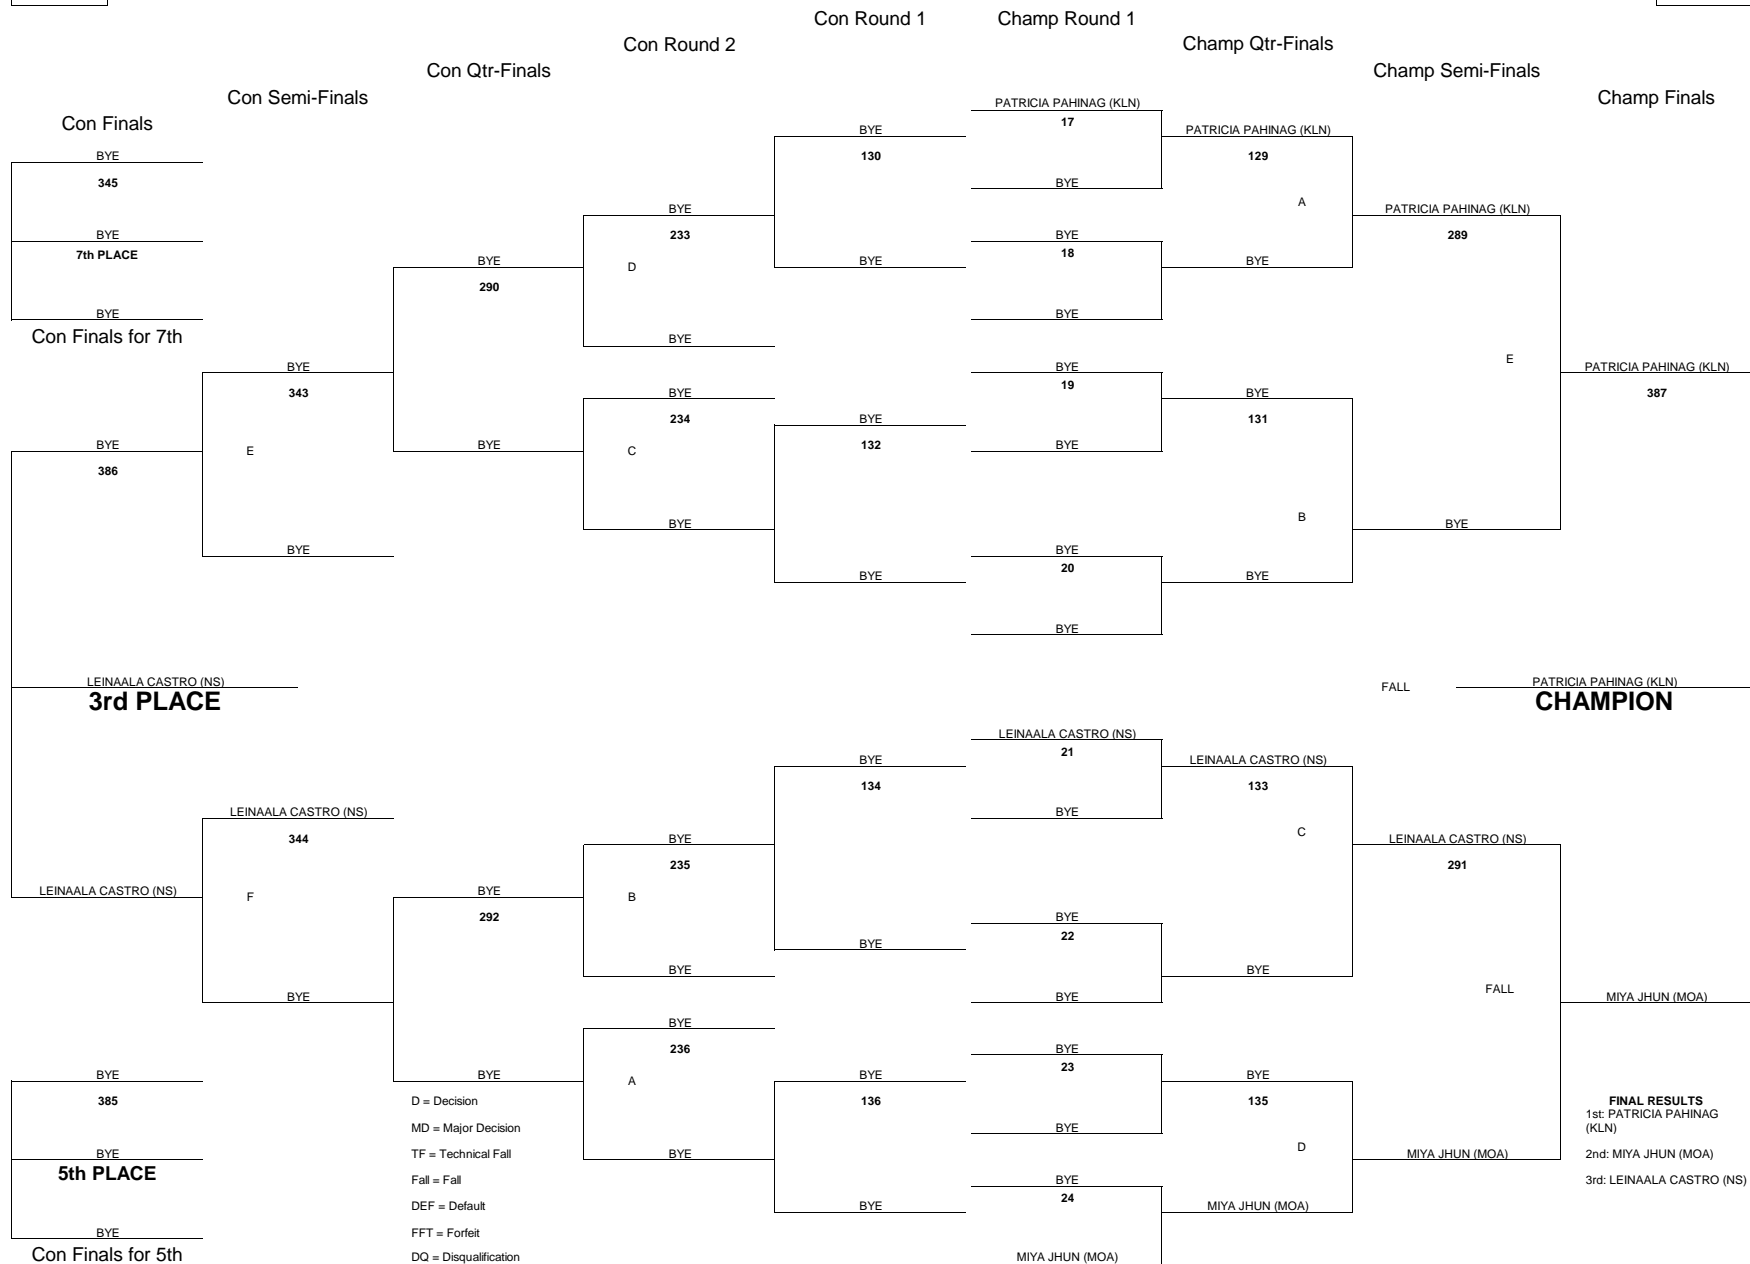 Con Round 1
Champ Round 1
Con Round 2
Champ Qtr-Finals
Con Qtr-Finals
Champ Semi-Finals
Con Semi-Finals
Champ Finals
PATRICIA PAHINAG (KLN)
Con Finals
17
BYE
PATRICIA PAHINAG (KLN)
BYE
130
129
345
BYE
BYE
A
PATRICIA PAHINAG (KLN)
BYE
BYE
233
289
7th PLACE
18
BYE
D
BYE
BYE
290
BYE
BYE
Con Finals for 7th
BYE
E
BYE
BYE
PATRICIA PAHINAG (KLN)
343
19
387
BYE
BYE
234
BYE
131
BYE
E
BYE
C
132
BYE
386
B
BYE
BYE
BYE
BYE
20
BYE
BYE
BYE
LEINAALA CASTRO (NS)
FALL
PATRICIA PAHINAG (KLN)
3rd PLACE
CHAMPION
LEINAALA CASTRO (NS)
21
BYE
LEINAALA CASTRO (NS)
134
133
LEINAALA CASTRO (NS)
BYE
344
C
BYE
LEINAALA CASTRO (NS)
235
291
LEINAALA CASTRO (NS)
F
BYE
B
292
BYE
22
BYE
BYE
BYE
FALL
BYE
BYE
MIYA JHUN (MOA)
BYE
236
BYE
23
BYE
BYE
A
BYE
BYE
385
D = Decision
136
135
FINAL RESULTS
1st: PATRICIA PAHINAG
(KLN)
MD = Major Decision
BYE
D
BYE
TF = Technical Fall
BYE
MIYA JHUN (MOA)
2nd: MIYA JHUN (MOA)
5th PLACE
Fall = Fall
BYE
3rd: LEINAALA CASTRO (NS)
24
DEF = Default
BYE
MIYA JHUN (MOA)
BYE
FFT = Forfeit
Con Finals for 5th
DQ = Disqualification
MIYA JHUN (MOA)